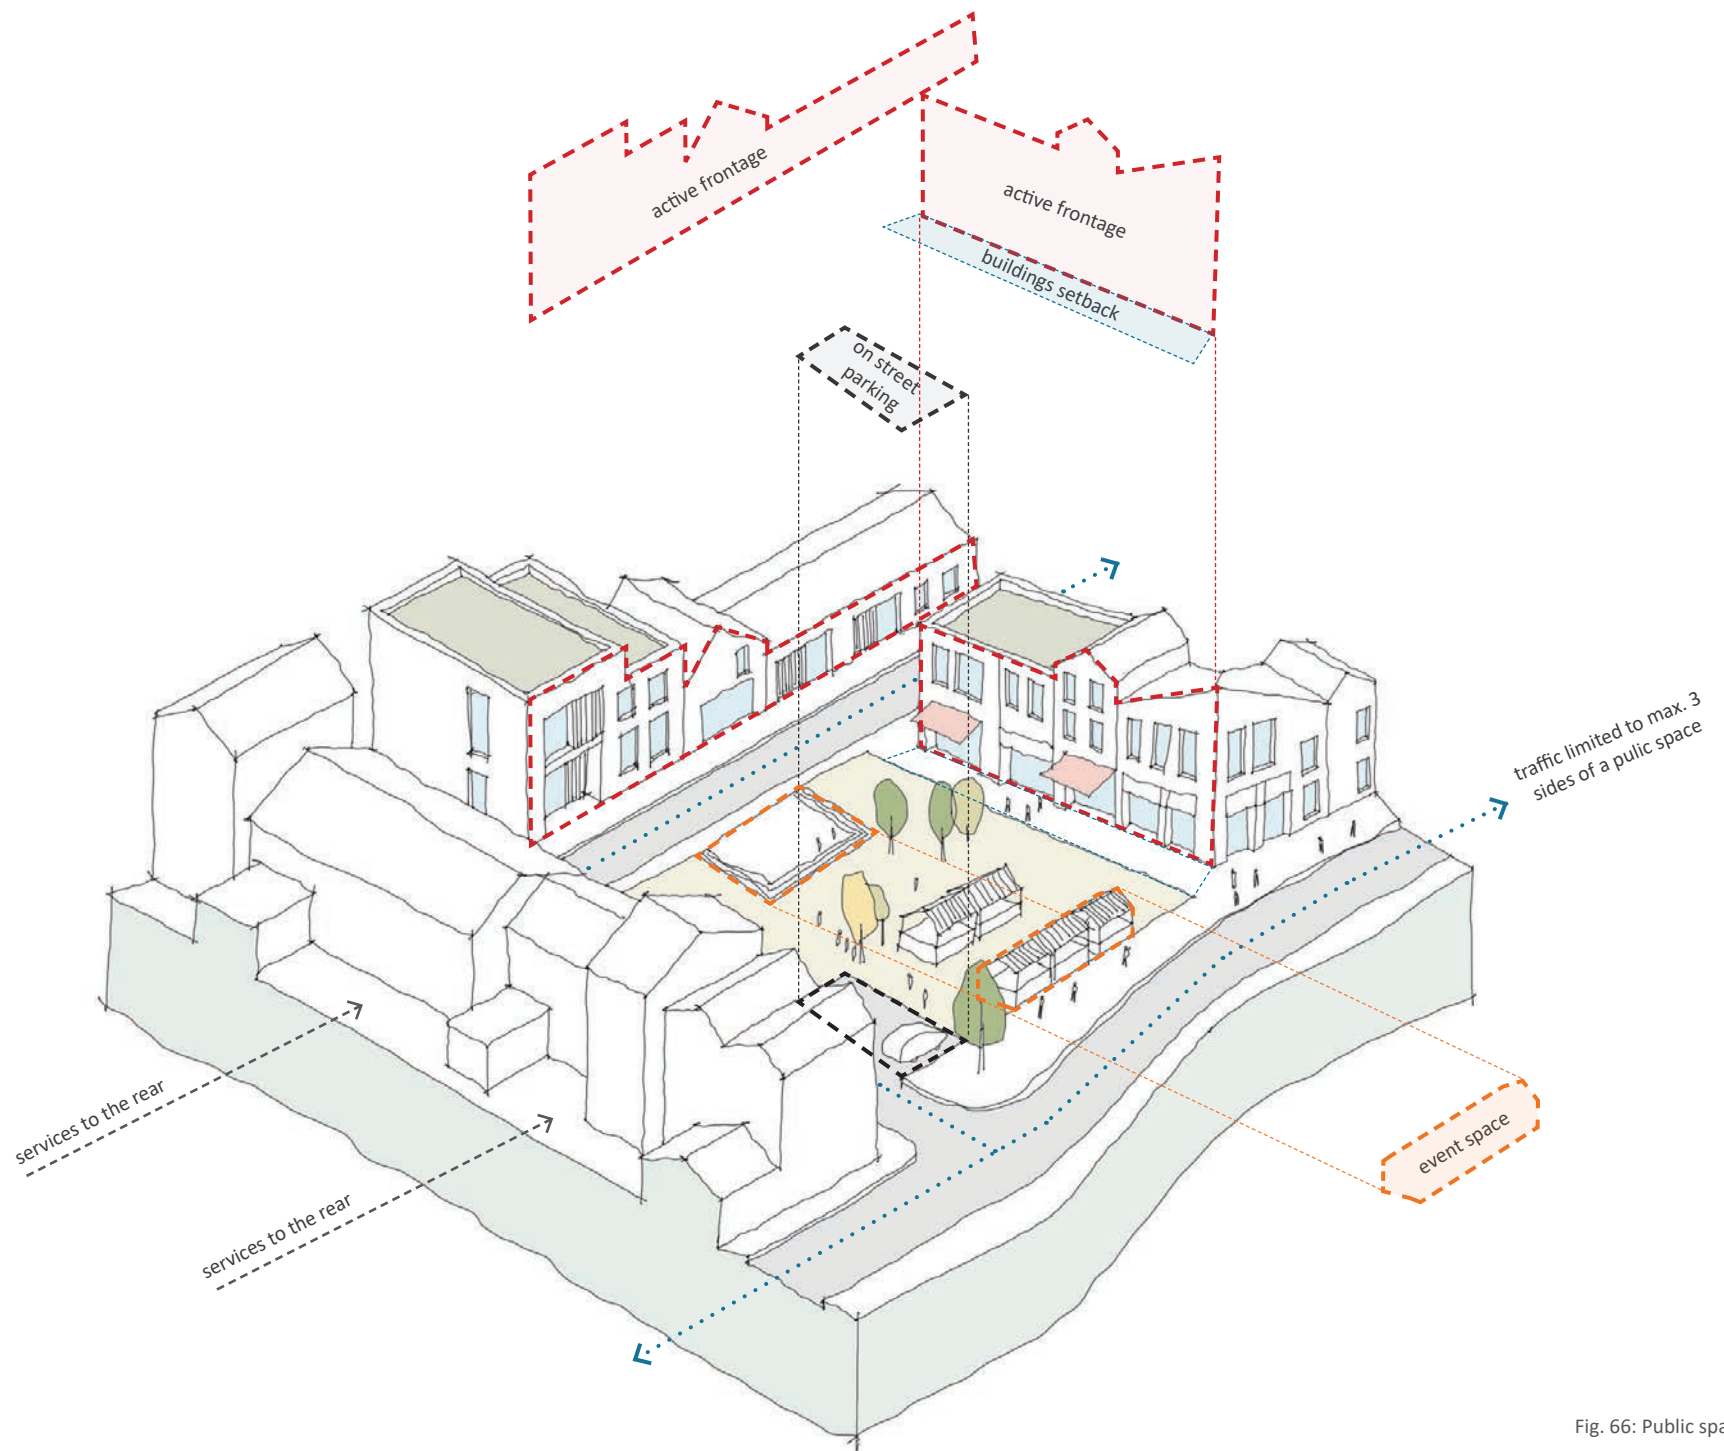 active frontage
active frontage
buildings setback
on street
parking
traffic limited to max. 3
sides of a pulic space
event space
services to the rear
services to the rear
Fig. 66: Public spa